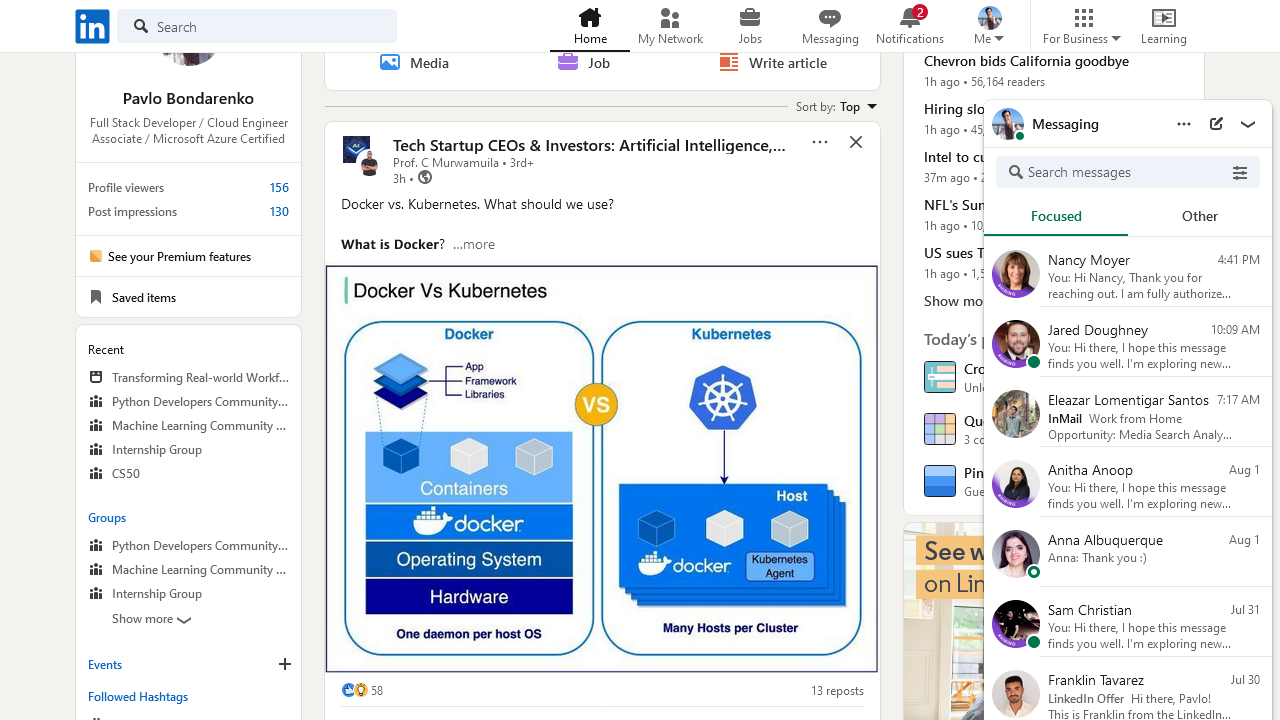 in
Search
Home
My Network
Jobs
Messaging
2
Notifications
Me
For Business
Learning
Pavlo Bondarenko
Full Stack Developer / Cloud Engineer
Associate / Microsoft Azure Certified
Profile viewers 156
Post impressions 130
See your Premium features
Saved items
Recent
Transforming Real-world Workf...
Python Developers Community...
Machine Learning Community ...
Internship Group
CS50
Groups
Python Developers Community...
Machine Learning Community ...
Internship Group
Show more
Events
Followed Hashtags
Media
Job
Write article
Sort by: Top
AI
Tech Startup CEOs & Investors: Artificial Intelligence,...
Prof. C Murwamuila • 3rd+
3h •
Docker vs. Kubernetes. What should we use?
What is Docker? ...more
Docker Vs Kubernetes
Docker
App
Framework
Libraries
Containers
docker
Operating System
Hardware
One daemon per host OS
VS
Kubernetes
Host
docker
Kubernetes
Agent
Many Hosts per Cluster
58
13 reposts
Chevron bids California goodbye
1h ago • 56,164 readers
Hiring slo
1h ago • 45,
Intel to cu
37m ago •
NFL's Sun
1h ago • 10,
US sues T
1h ago • 1,5
Show mo
Today's p
Cro
Unlo
Que
3 co
Pin
Gue
See w
on Lin
Messaging
Search messages
Focused
Other
Nancy Moyer 4:41 PM
You: Hi Nancy, Thank you for
reaching out. I am fully authorize...
Jared Doughney 10:09 AM
You: Hi there, I hope this message
finds you well. I'm exploring new...
Eleazar Lomentigar Santos 7:17 AM
InMail Work from Home
Opportunity: Media Search Analy...
Anitha Anoop Aug 1
You: Hi there, I hope this message
finds you well. I'm exploring new...
Anna Albuquerque Aug 1
Anna: Thank you :)
Sam Christian Jul 31
You: Hi there, I hope this message
finds you well. I'm exploring new...
Franklin Tavarez Jul 30
LinkedIn Offer Hi there, Pavlo!
This is Franklin from the LinkedIn...